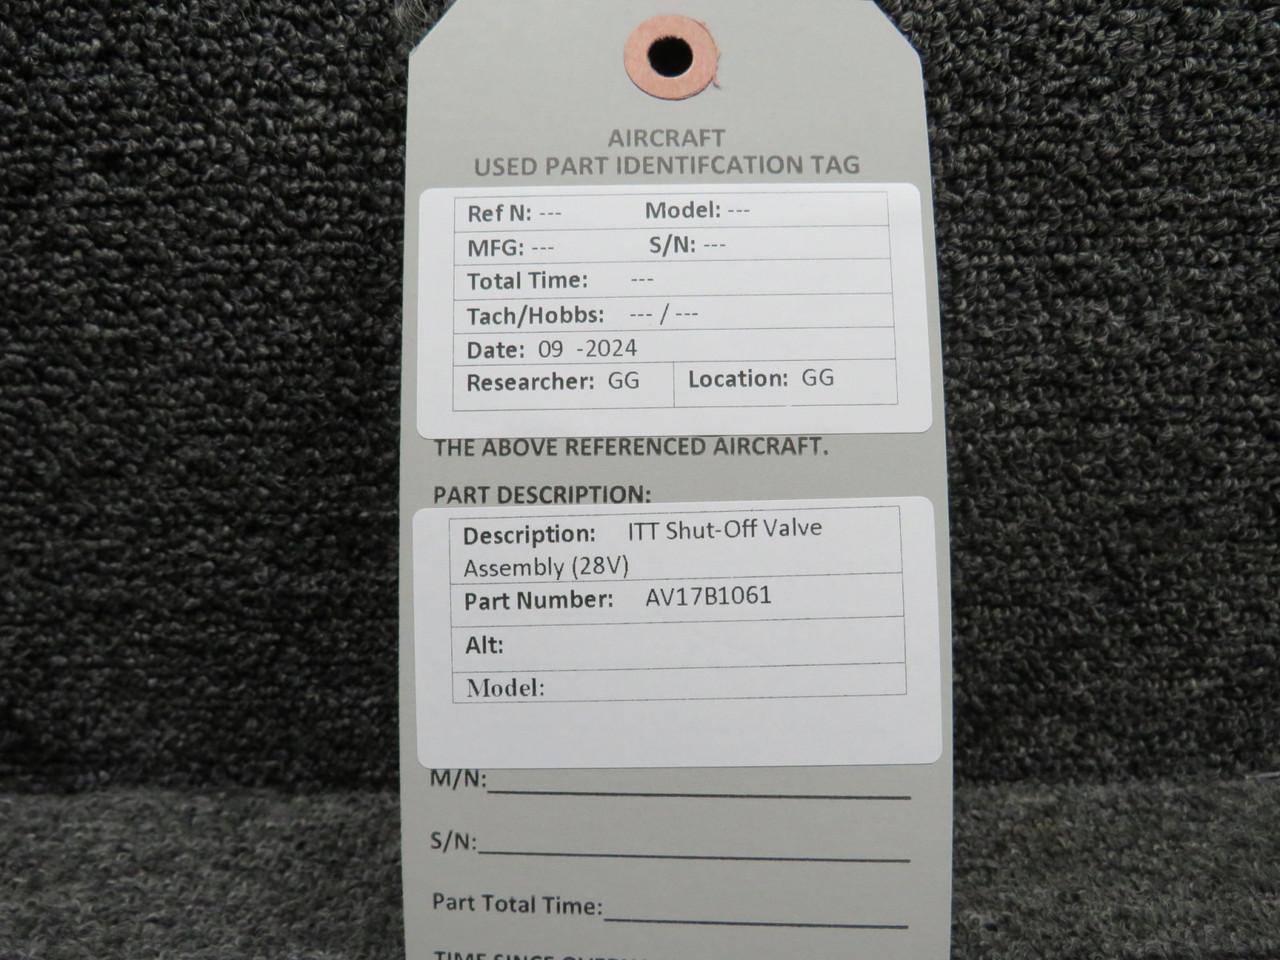 AIRCRAFT
USED PART IDENTIFCATION TAG
Ref N: --- Model: ---
MFG: --- S/N: ---
Total Time: ---
Tach/Hobbs: --- / ---
Date: 09 -2024
Researcher: GG Location: GG
THE ABOVE REFERENCED AIRCRAFT.
PART DESCRIPTION:
Description: ITT Shut-Off Valve
Assembly (28V)
Part Number: AV17B1061
Alt:
Model:
M/N:
S/N:
Part Total Time:
TIME SINCE